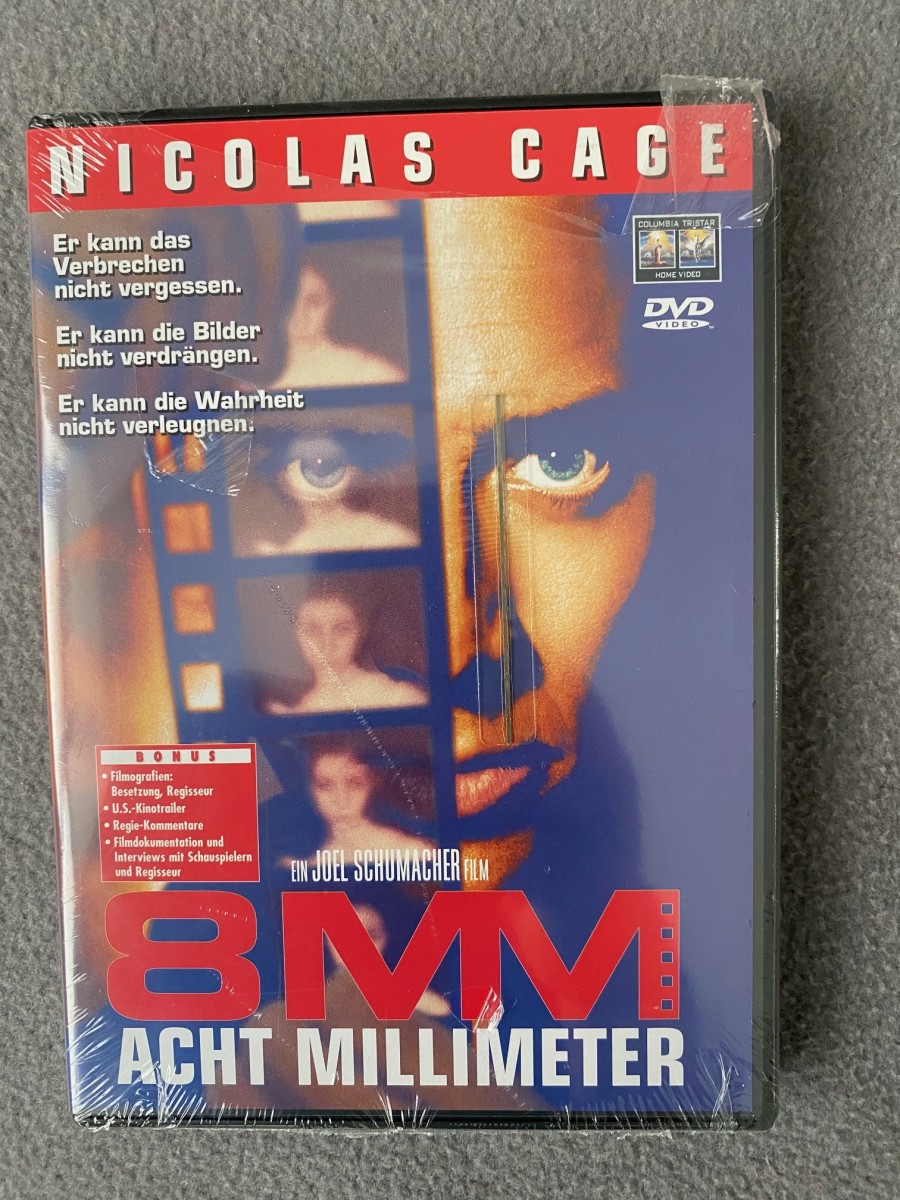 NICOLAS CAGE
Er kann das
Verbrechen
nicht vergessen.
Er kann die Bilder
nicht verdrängen.
Er kann die Wahrheit
nicht verleugnen.
COLUMBIA TRISTAR
HOME VIDEO
DVD
VIDEO
BONUS
• Filmografien:
Besetzung, Regisseur
• U.S.-Kinotrailer
• Regie-Kommentare
• Filmdokumentation und
Interviews mit Schauspielern
und Regisseur
EIN JOEL SCHUMACHER FILM
8MM
ACHT MILLIMETER